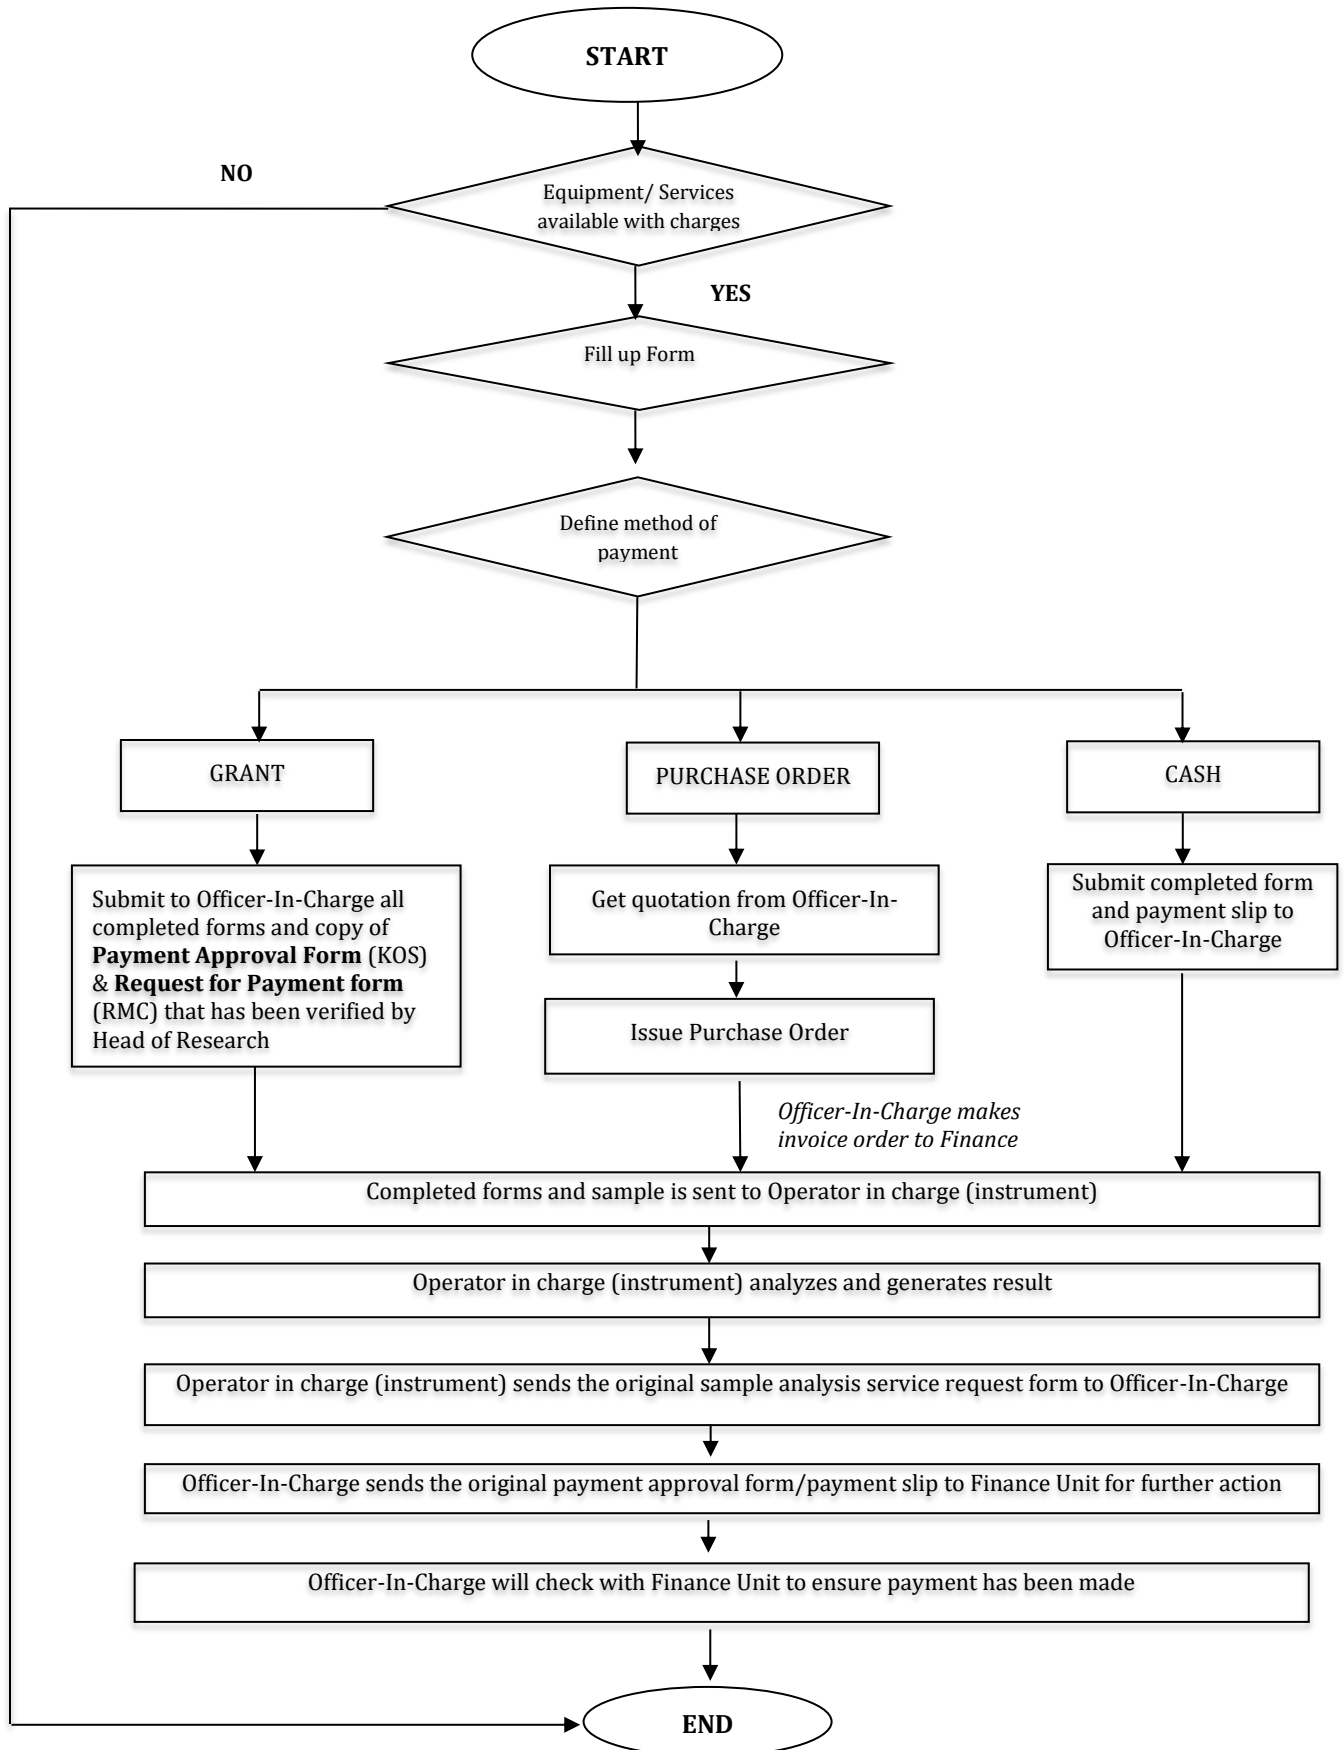 START
NO
Equipment/ Services
available with charges
YES
Fill up Form
Define method of
payment
GRANT
PURCHASE ORDER
CASH
Submit to Officer-In-Charge all
completed forms and copy of
Payment Approval Form (KOS)
& Request for Payment form
(RMC) that has been verified by
Head of Research
Get quotation from Officer-In-
Charge
Submit completed form
and payment slip to
Officer-In-Charge
Issue Purchase Order
Officer-In-Charge makes
invoice order to Finance
Completed forms and sample is sent to Operator in charge (instrument)
Operator in charge (instrument) analyzes and generates result
Operator in charge (instrument) sends the original sample analysis service request form to Officer-In-Charge
Officer-In-Charge sends the original payment approval form/payment slip to Finance Unit for further action
Officer-In-Charge will check with Finance Unit to ensure payment has been made
END